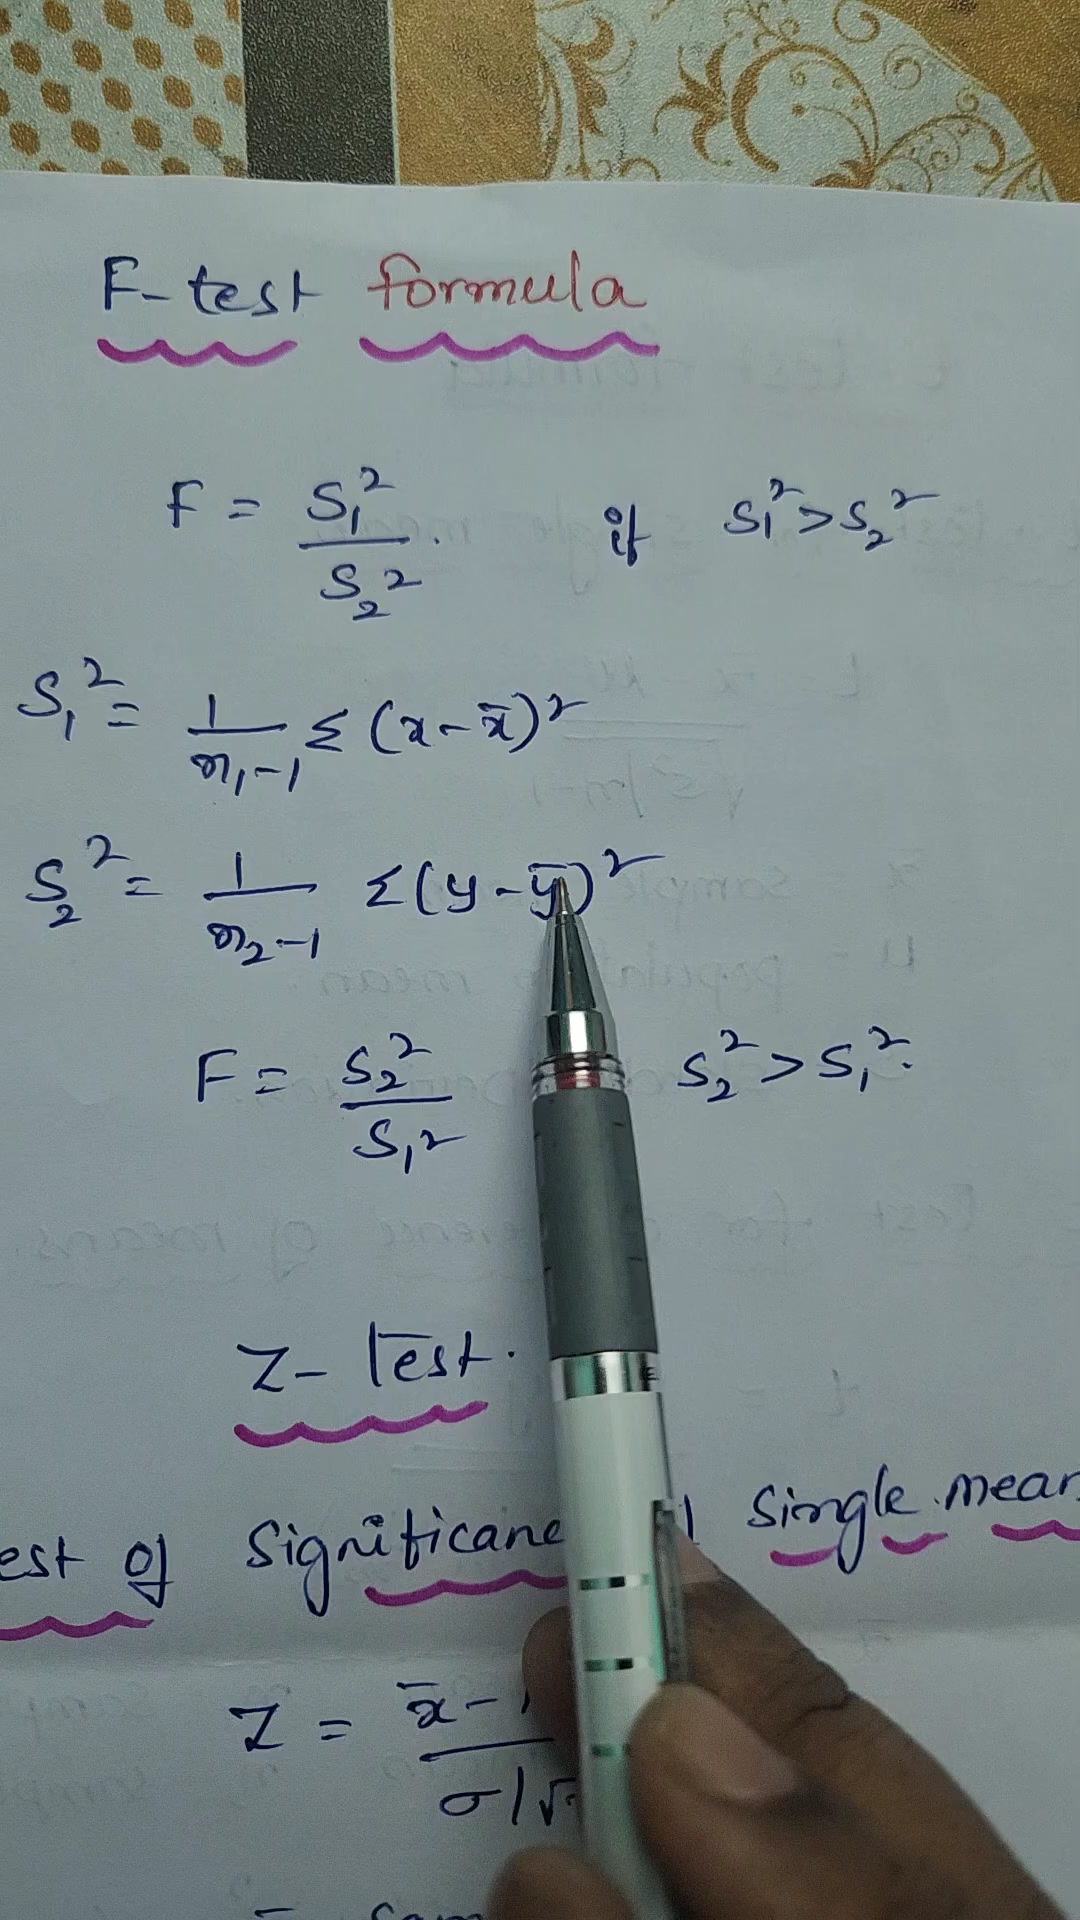 F-test formula
F = S₁²/S₂² if S₁² > S₂²
S₁² = 1/(n₁-1) Σ (x-x̄)²
S₂² = 1/(n₂-1) Σ(y-ȳ)²
F = S₂²/S₁² S₂² > S₁².
Z-Test.
est of Significane single mean
Z = x̄ - / σ/√